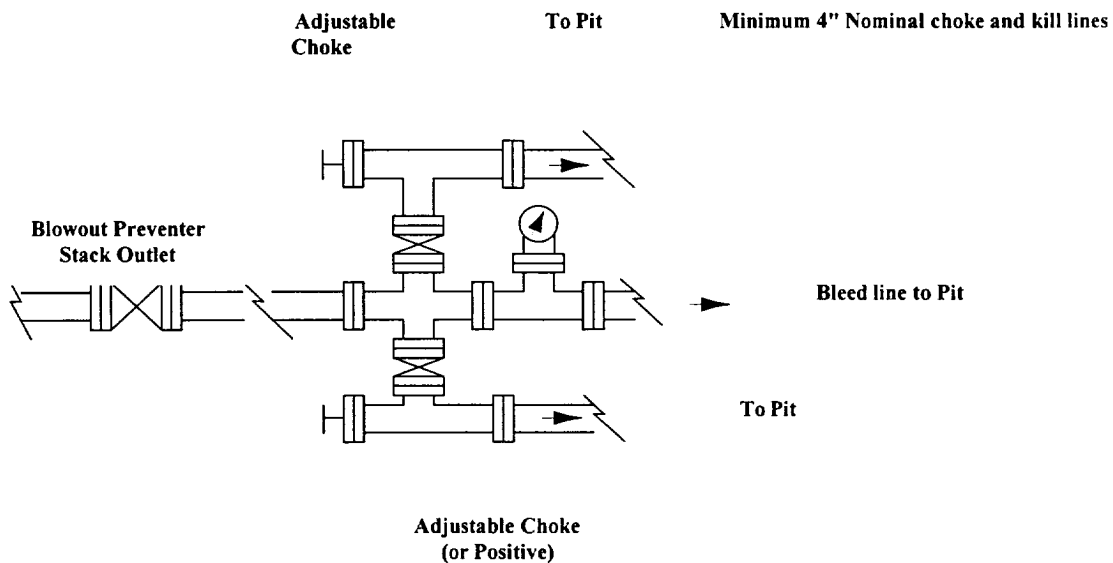 Adjustable
Choke
To Pit
Minimum 4" Nominal choke and kill lines
Blowout Preventer
Stack Outlet
Bleed line to Pit
To Pit
Adjustable Choke
(or Positive)